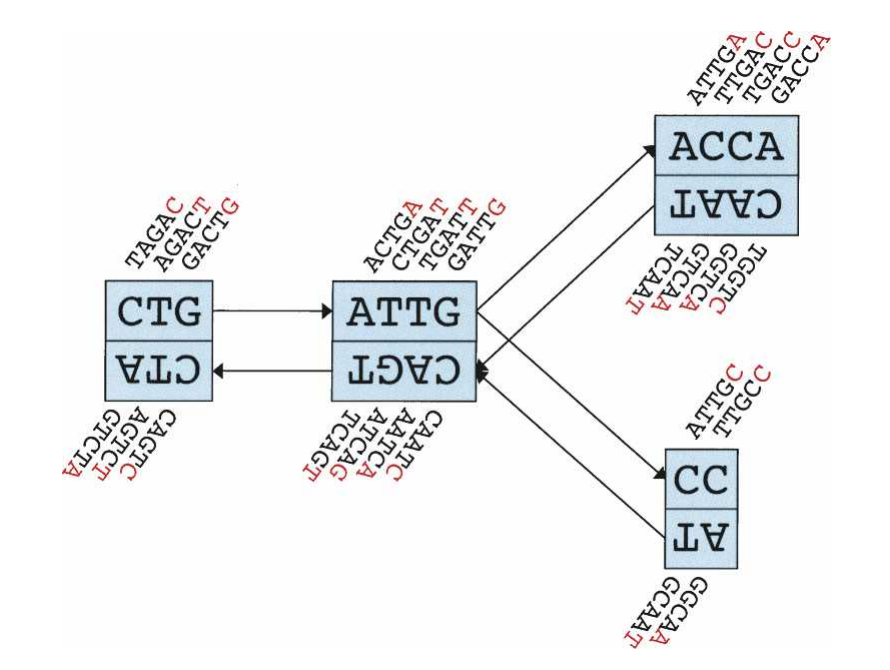 ATTGA
TTGAC
TGACC
GACCA
ACCA
CAAT
TGGTC
GGTCA
GTCAA
TCAAT
TAGAC
AGACT
GACTG
CTG
CTA
CAGTC
AGTCT
GTCTA
ACTGA
CTGAT
TGATT
GATTG
ATTG
CAGT
CAATC
AATCA
ATCAG
TCAGT
ATTGC
TTGCC
CC
AT
GGCAA
GCAAT